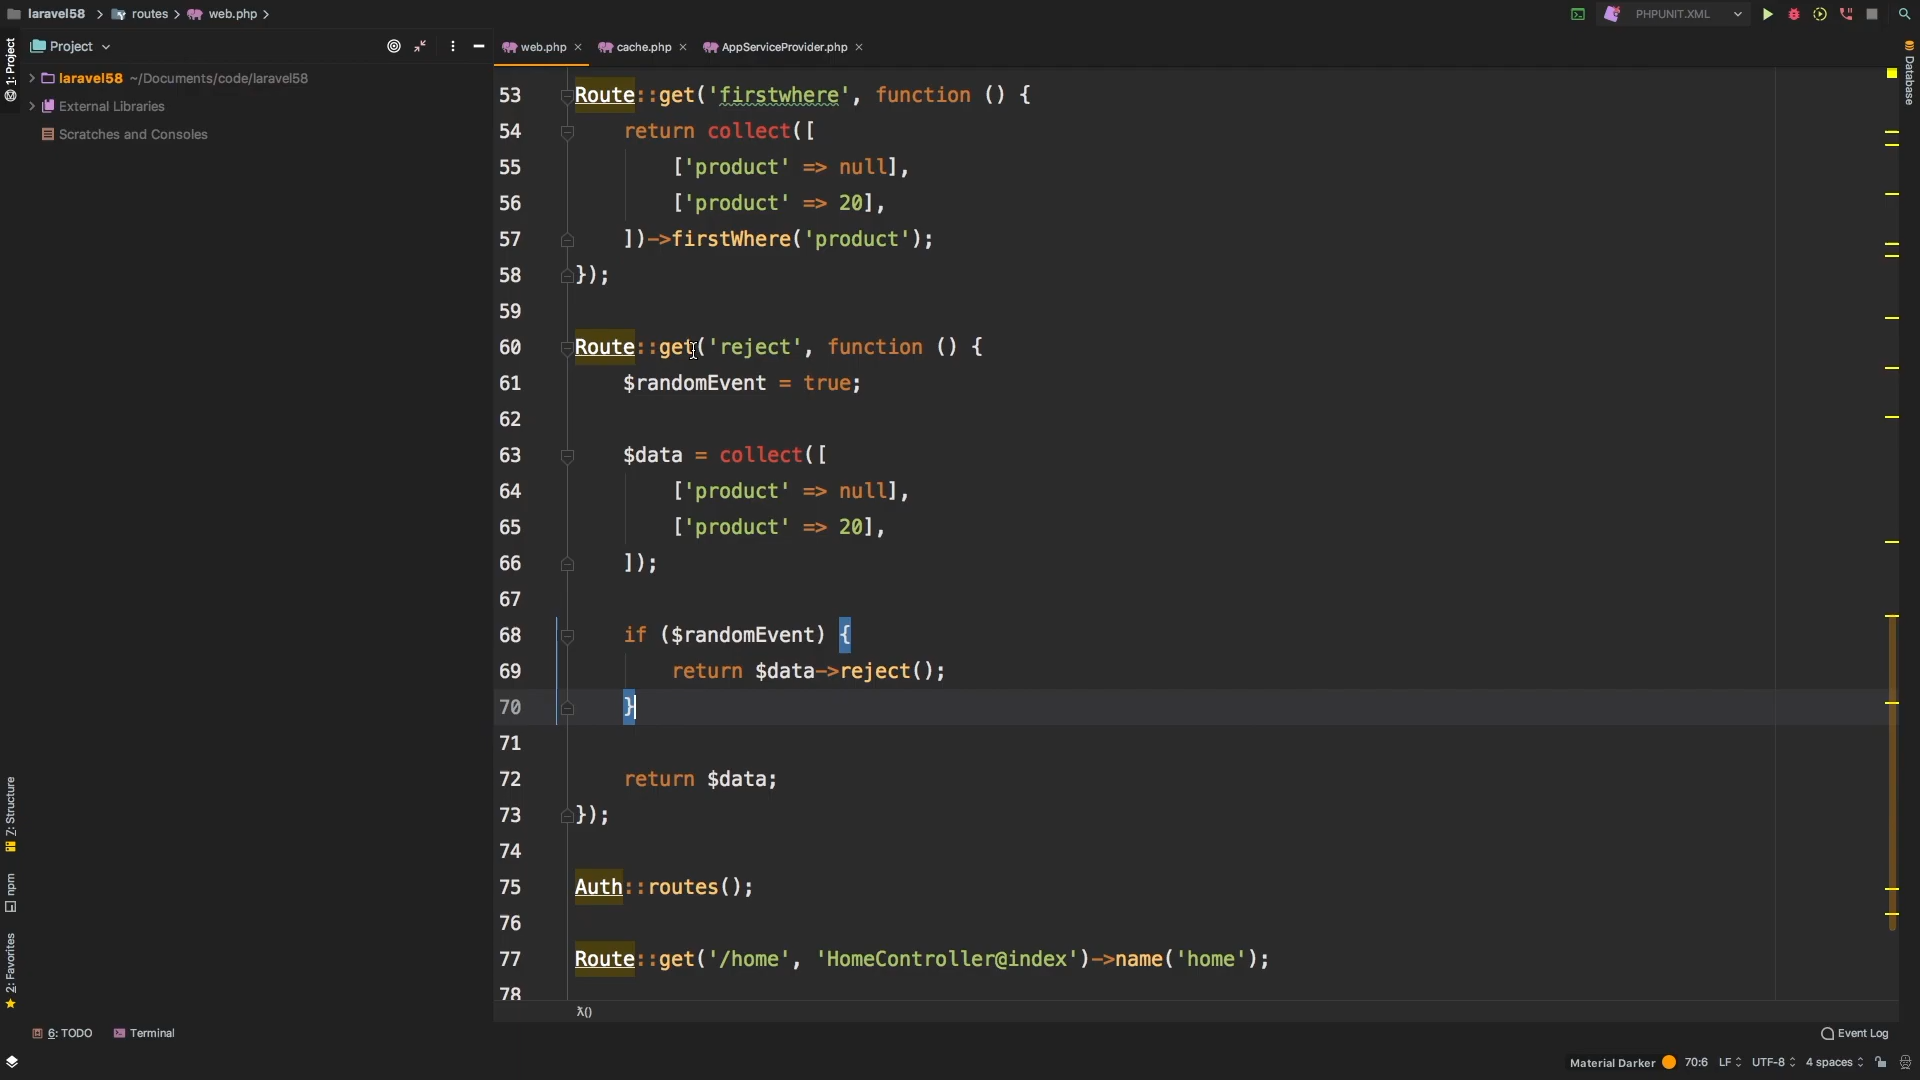 laravel58 routes web.php
PHPUNIT.XML
Project
web.php cache.php AppServiceProvider.php
1: Project
laravel58 ~/Documents/code/laravel58
External Libraries
Scratches and Consoles
Z: Structure
npm
2: Favorites
Database
53 Route::get('firstwhere', function () {
54 return collect([
55 ['product' => null],
56 ['product' => 20],
57 ])->firstWhere('product');
58 });
59
60 Route::get('reject', function () {
61 $randomEvent = true;
62
63 $data = collect([
64 ['product' => null],
65 ['product' => 20],
66 ]);
67
68 if ($randomEvent) {
69 return $data->reject();
70 }
71
72 return $data;
73 });
74
75 Auth::routes();
76
77 Route::get('/home', 'HomeController@index')->name('home');
78
λ()
6: TODO Terminal
Event Log
Material Darker 70:6 LF UTF-8 4 spaces